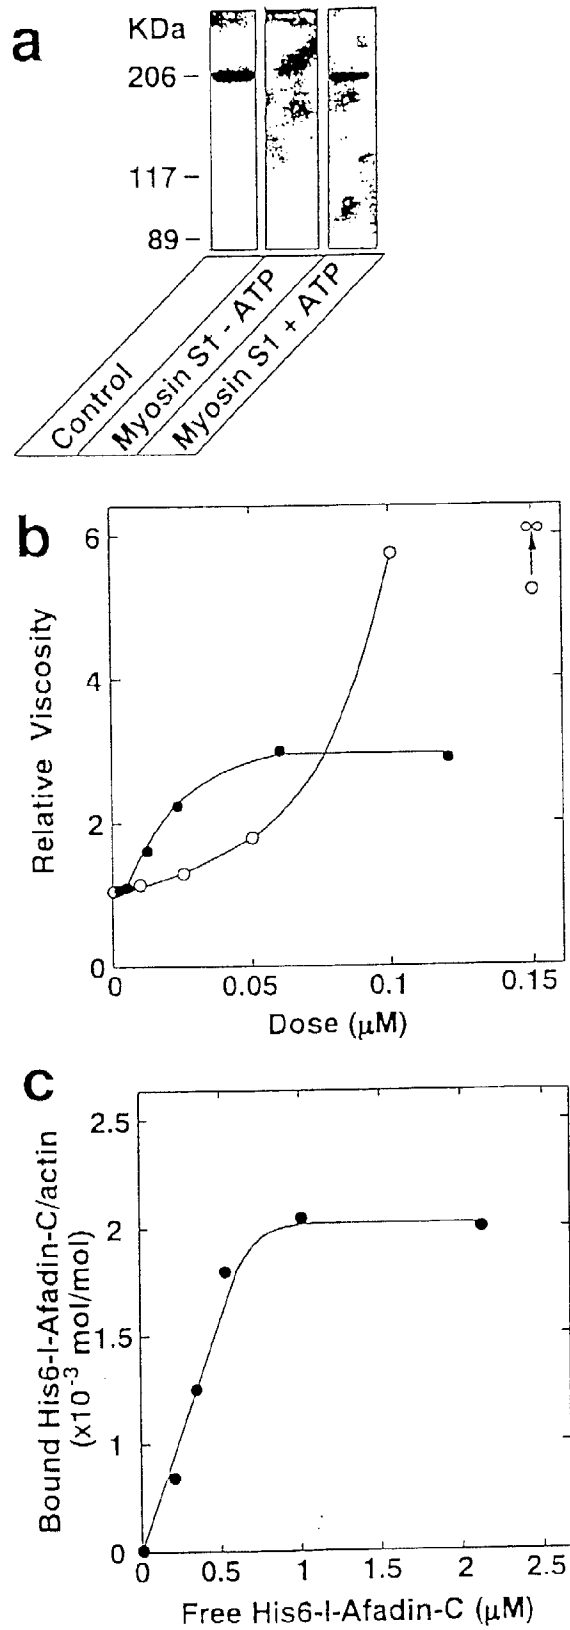 a
KDa
206
117
89
Control
Myosin S1 - ATP
Myosin S1 + ATP
b
Relative Viscosity
6
4
2
0
0
0.05
0.1
0.15
∞
Dose (μM)
c
Bound His6-l-Afadin-C/actin
(x10⁻³ mol/mol)
2.5
2
1.5
1
0
0
0.5
1
1.5
2
2.5
Free His6-l-Afadin-C (μM)